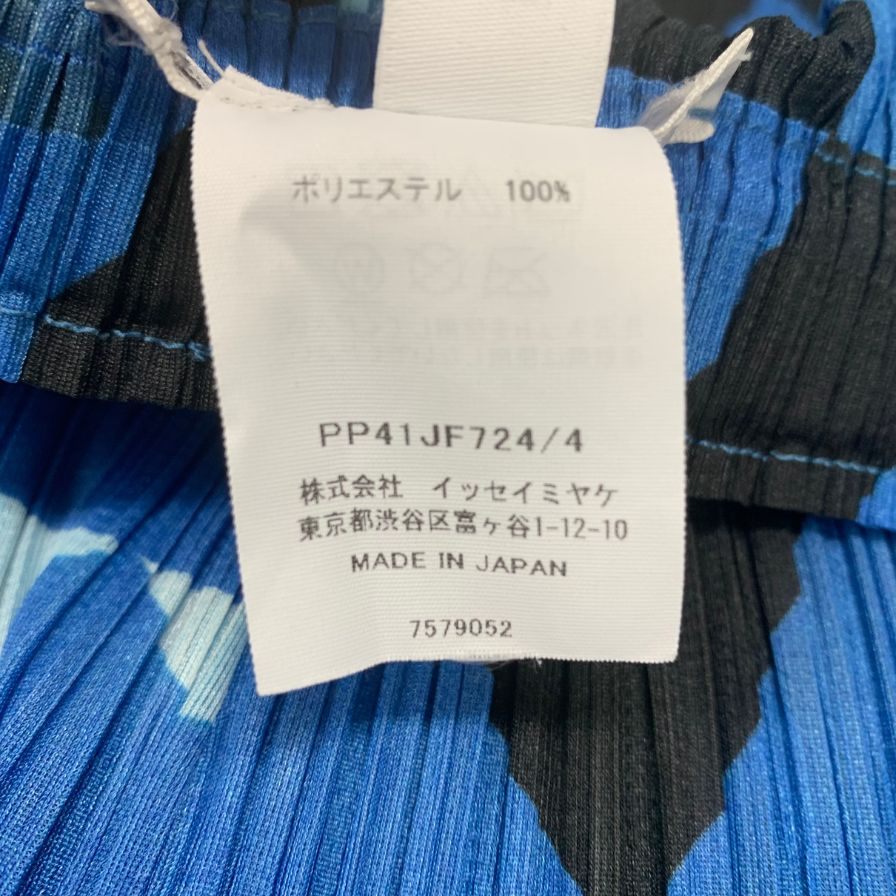 ポリエステル 100%
PP41JF724/4
株式会社 イッセイミヤケ
東京都渋谷区富ヶ谷1-12-10
MADE IN JAPAN
7579052